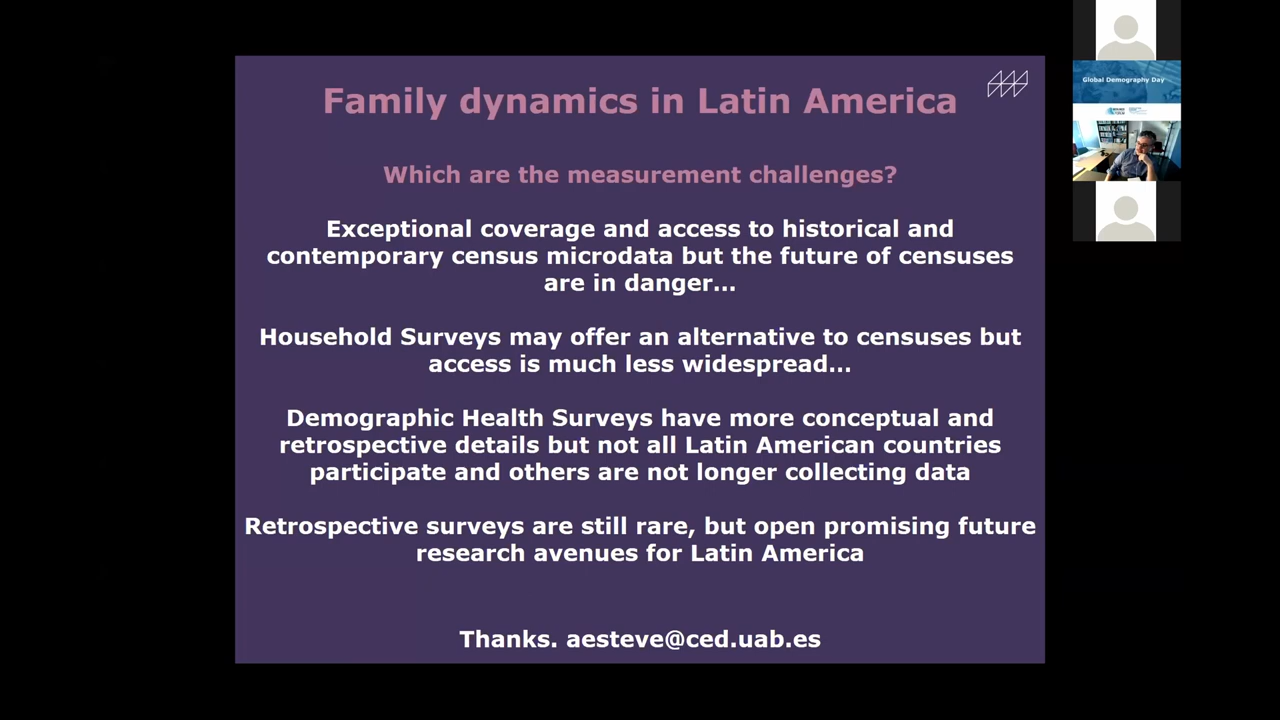 Family dynamics in Latin America
Which are the measurement challenges?
Exceptional coverage and access to historical and
contemporary census microdata but the future of censuses
are in danger...
Household Surveys may offer an alternative to censuses but
access is much less widespread...
Demographic Health Surveys have more conceptual and
retrospective details but not all Latin American countries
participate and others are not longer collecting data
Retrospective surveys are still rare, but open promising future
research avenues for Latin America
Thanks. aesteve@ced.uab.es
Global Demography Day